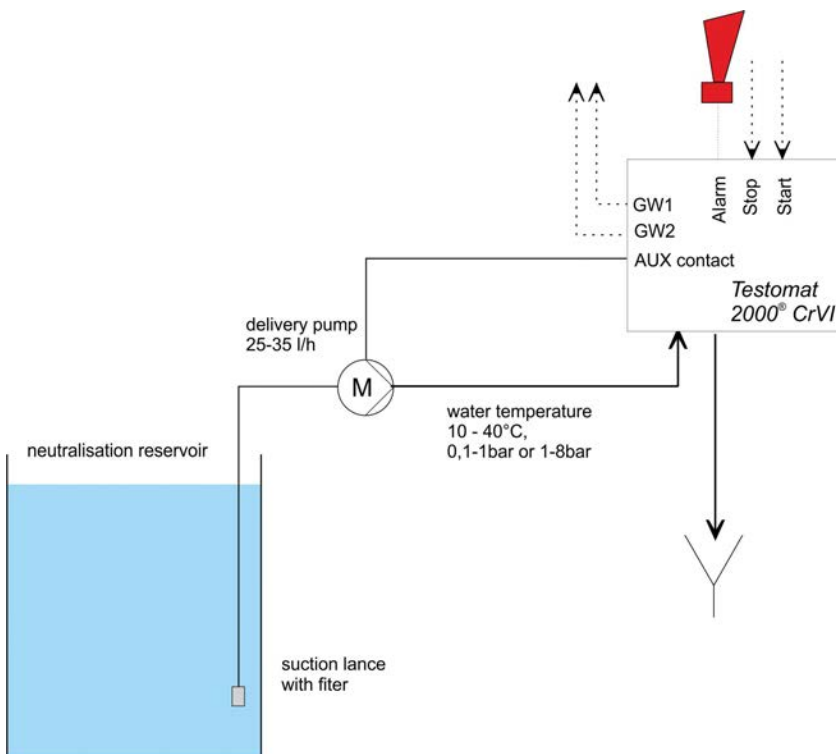 Alarm
Stop
Start
GW1
GW2
AUX contact
Testomat
2000® CrVI
delivery pump
25-35 l/h
M
water temperature
10 - 40°C,
0,1-1bar or 1-8bar
neutralisation reservoir
suction lance
with fiter